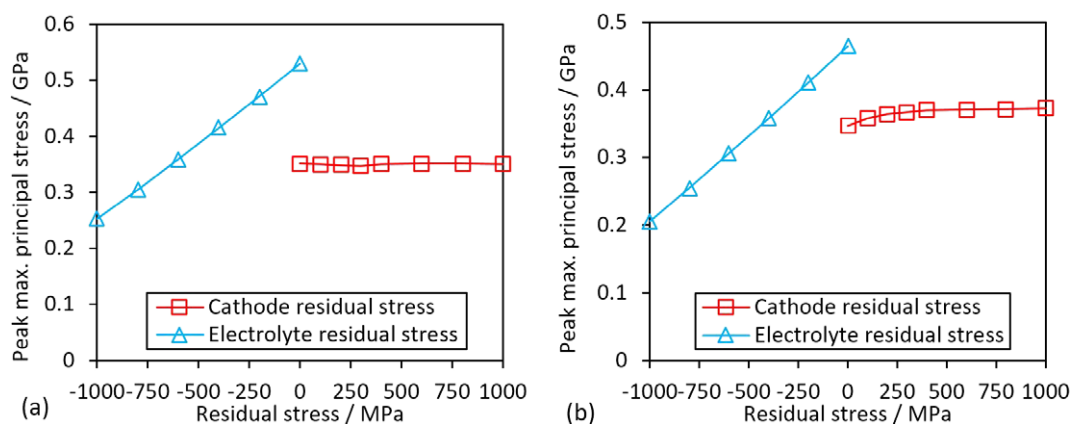 0.6
0.5
0.4
0.3
0.2
0.1
0
Peak max. principal stress / GPa
Cathode residual stress
Electrolyte residual stress
-1000-750 -500 -250 0 250 500 750 1000
(a) Residual stress / MPa
0.5
0.4
0.3
0.2
0.1
0
Peak max. principal stress / GPa
Cathode residual stress
Electrolyte residual stress
-1000-750 -500 -250 0 250 500 750 1000
(b) Residual stress / MPa